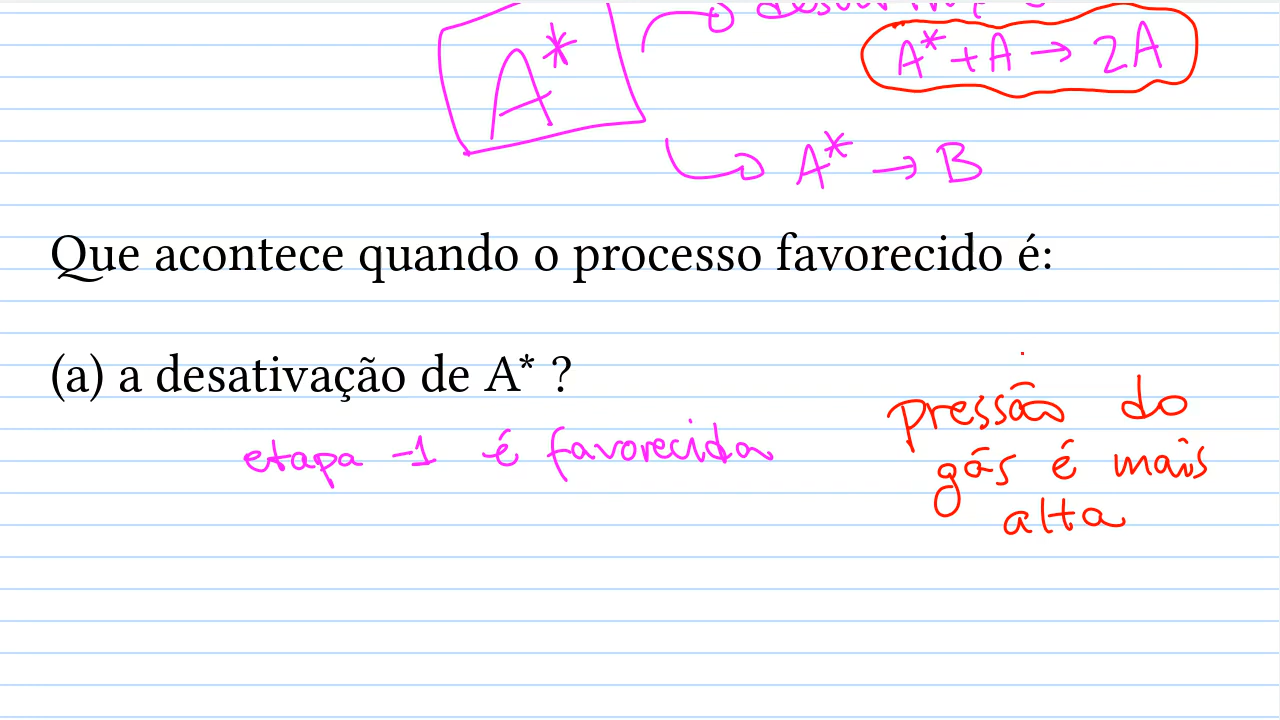 A*
A* + A → 2A
A* → B
Que acontece quando o processo favorecido é:
(a) a desativação de A* ?
etapa -1 é favorecida
pressão do
gás é mais
alta